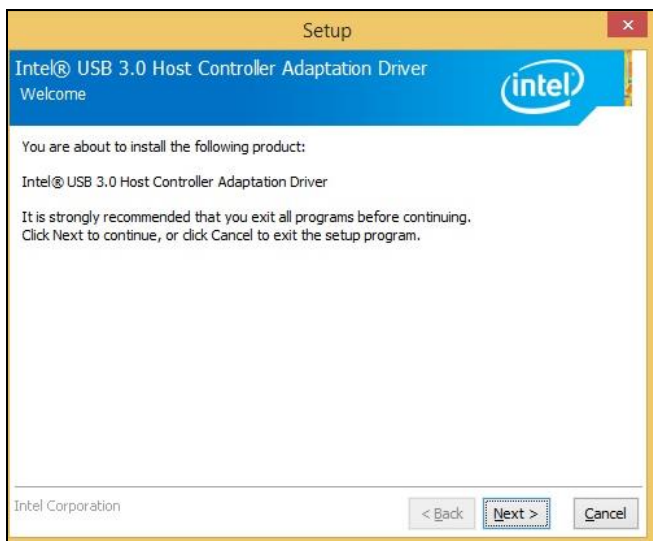 Setup
Intel® USB 3.0 Host Controller Adaptation Driver
Welcome
intel
You are about to install the following product:
Intel® USB 3.0 Host Controller Adaptation Driver
It is strongly recommended that you exit all programs before continuing.
Click Next to continue, or click Cancel to exit the setup program.
Intel Corporation
< Back
Next >
Cancel